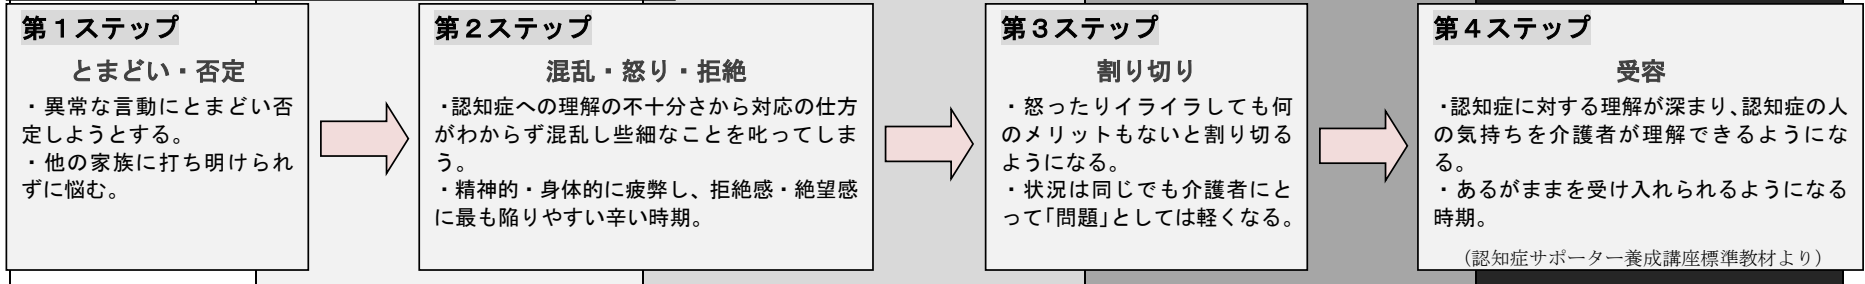 第１ステップ
とまどい・否定
・異常な言動にとまどい否
定しようとする。
・他の家族に打ち明けられ
ずに悩む。
第２ステップ
混乱・怒り・拒絶
・認知症への理解の不十分さから対応の仕方
がわからず混乱し些細なことを叱ってしま
う。
・精神的・身体的に疲弊し、拒絶感・絶望感
に最も陥りやすい辛い時期。
第３ステップ
割り切り
・怒ったりイライラしても何
のメリットもないと割り切る
ようになる。
・状況は同じでも介護者にと
って「問題」としては軽くなる。
第４ステップ
受容
・認知症に対する理解が深まり、認知症の人
の気持ちを介護者が理解できるようにな
る。
・あるがままを受け入れられるようになる
時期。
（認知症サポーター養成講座標準教材より）